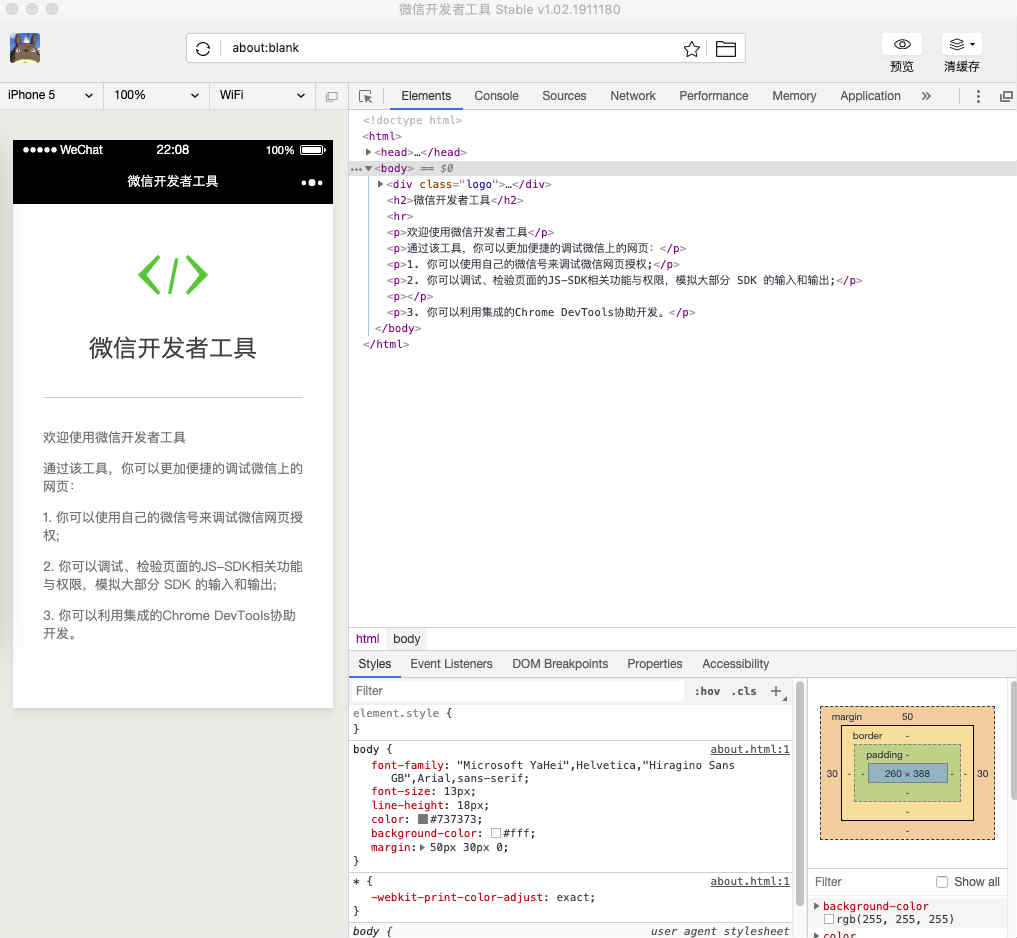 微信开发者工具 Stable v1.02.1911180
about:blank
预览
清缓存
iPhone 5
100%
WiFi
Elements
Console
Sources
Network
Performance
Memory
Application
●●●●● WeChat
22:08
100%
微信开发者工具
微信开发者工具
欢迎使用微信开发者工具
通过该工具，你可以更加便捷的调试微信上的
网页：
1. 你可以使用自己的微信号来调试微信网页授
权;
2. 你可以调试、检验页面的JS-SDK相关功能
与权限，模拟大部分 SDK 的输入和输出;
3. 你可以利用集成的Chrome DevTools协助
开发。
<!doctype html>
<html>
<head>…</head>
<body> == $0
<div class="logo">…</div>
<h2>微信开发者工具</h2>
<hr>
<p>欢迎使用微信开发者工具</p>
<p>通过该工具，你可以更加便捷的调试微信上的网页：</p>
<p>1. 你可以使用自己的微信号来调试微信网页授权;</p>
<p>2. 你可以调试、检验页面的JS-SDK相关功能与权限，模拟大部分 SDK 的输入和输出;</p>
<p></p>
<p>3. 你可以利用集成的Chrome DevTools协助开发。</p>
</body>
</html>
html
body
Styles
Event Listeners
DOM Breakpoints
Properties
Accessibility
Filter
:hov
.cls
element.style {
}
body {
about.html:1
font-family: "Microsoft YaHei",Helvetica,"Hiragino Sans
GB",Arial,sans-serif;
font-size: 13px;
line-height: 18px;
color: #737373;
background-color: #fff;
margin: 50px 30px 0;
}
* {
about.html:1
-webkit-print-color-adjust: exact;
}
body {
user agent stylesheet
margin
50
border
-
padding -
30
-
-
260 × 388
-
-
30
-
-
-
Filter
Show all
background-color
rgb(255, 255, 255)
color